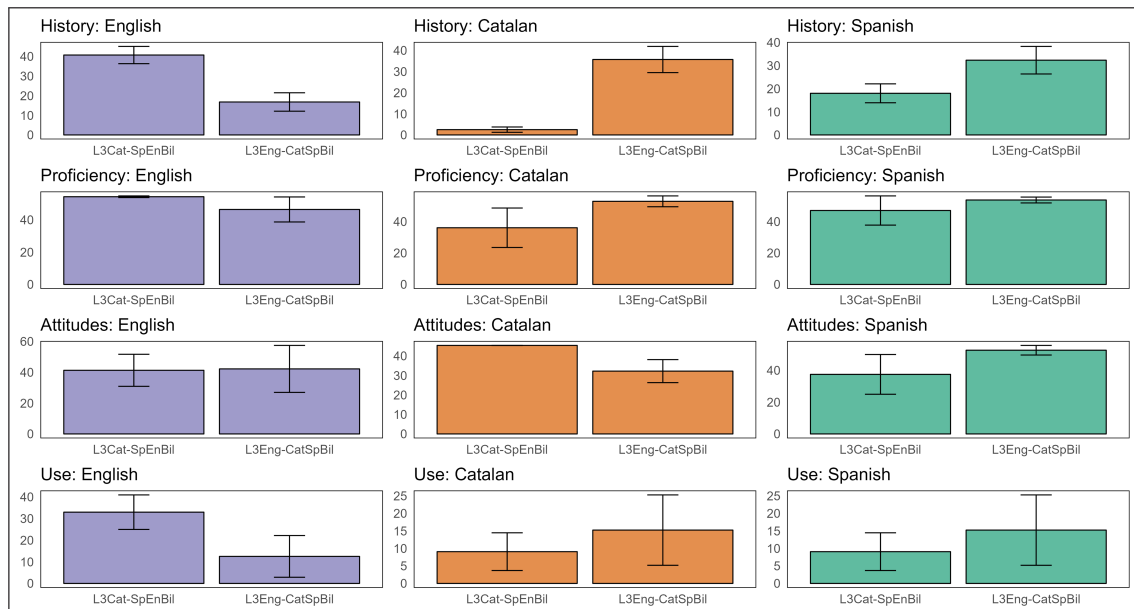 History: English
History: Catalan
History: Spanish
40
30
20
10
0
40
30
20
10
0
40
30
20
10
0
L3Cat-SpEnBil L3Eng-CatSpBil
L3Cat-SpEnBil L3Eng-CatSpBil
L3Cat-SpEnBil L3Eng-CatSpBil
Proficiency: English
Proficiency: Catalan
Proficiency: Spanish
40
20
0
40
20
0
40
20
0
L3Cat-SpEnBil L3Eng-CatSpBil
L3Cat-SpEnBil L3Eng-CatSpBil
L3Cat-SpEnBil L3Eng-CatSpBil
Attitudes: English
Attitudes: Catalan
Attitudes: Spanish
60
40
20
0
40
30
20
10
0
40
20
0
L3Cat-SpEnBil L3Eng-CatSpBil
L3Cat-SpEnBil L3Eng-CatSpBil
L3Cat-SpEnBil L3Eng-CatSpBil
Use: English
Use: Catalan
Use: Spanish
40
30
20
10
0
25
20
15
10
5
0
25
20
15
10
5
0
L3Cat-SpEnBil L3Eng-CatSpBil
L3Cat-SpEnBil L3Eng-CatSpBil
L3Cat-SpEnBil L3Eng-CatSpBil